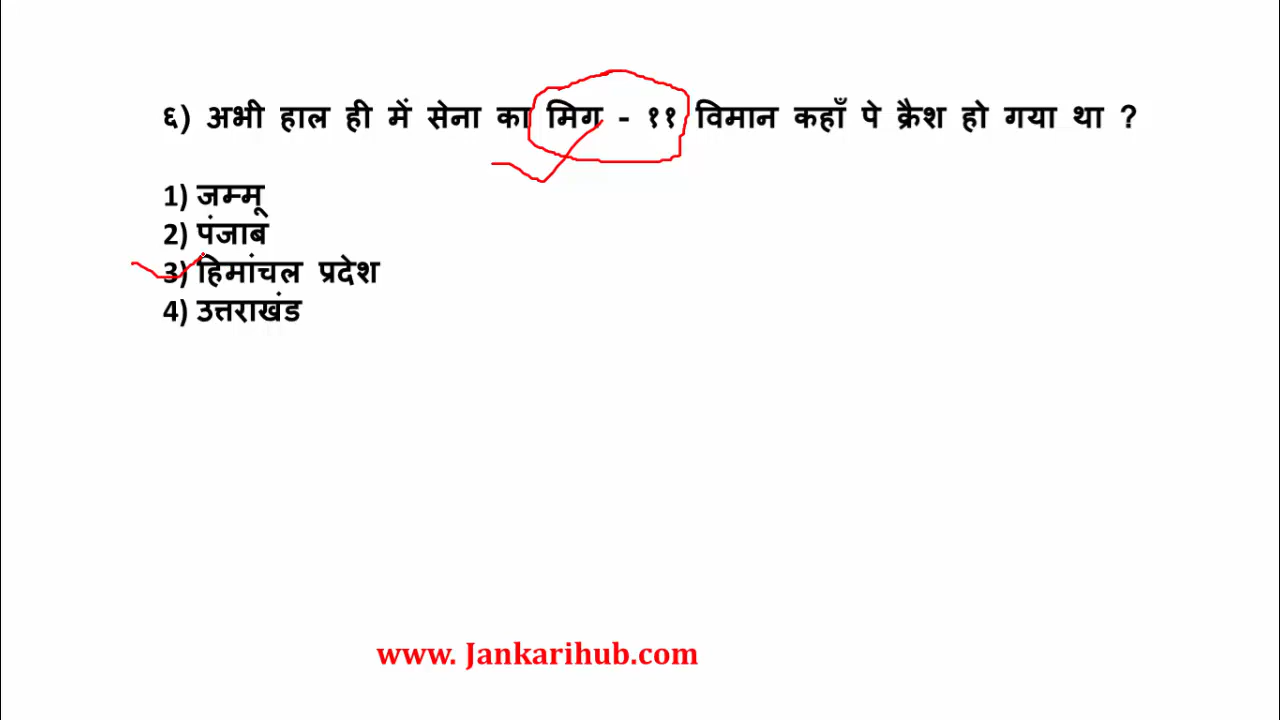 ६) अभी हाल ही में सेना का मिग - ११ विमान कहाँ पे क्रैश हो गया था ?
1) जम्मू
2) पंजाब
3) हिमांचल प्रदेश
4) उत्तराखंड
www. Jankarihub.com